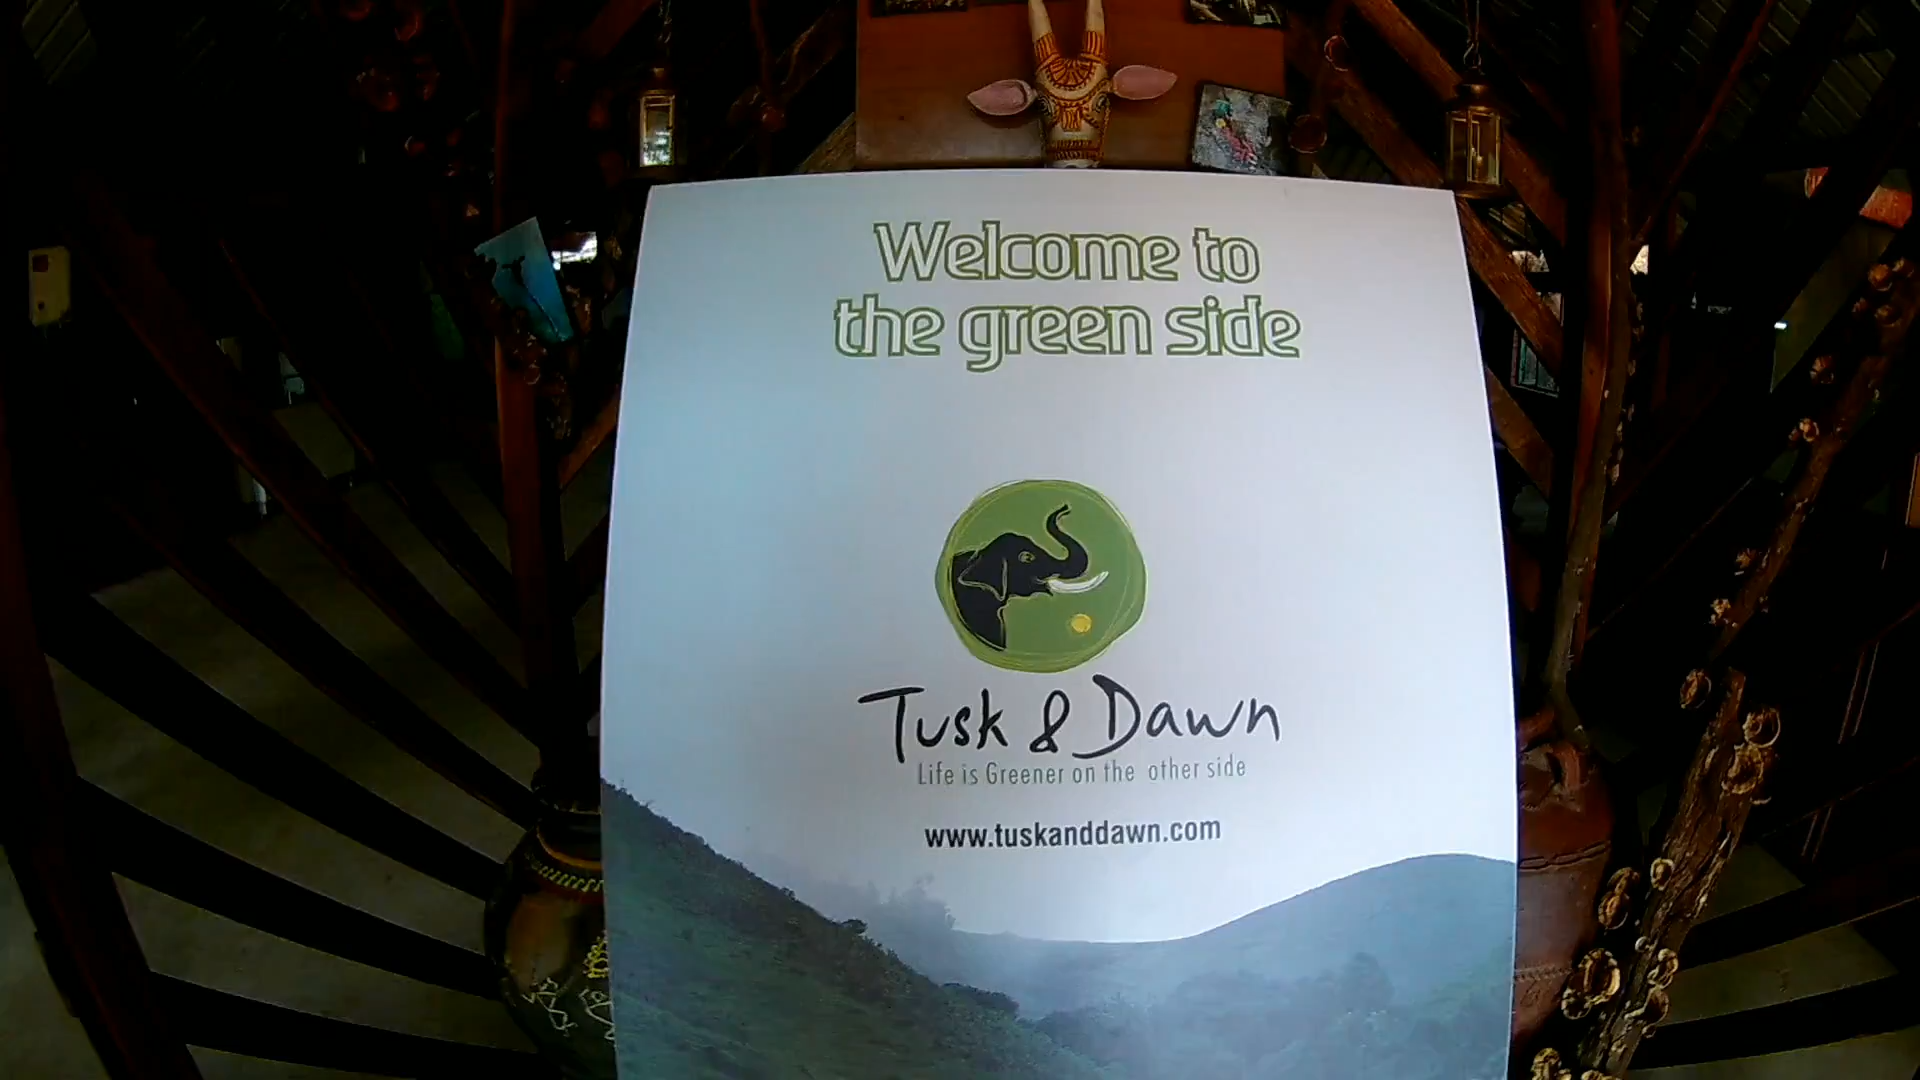 Welcome to
the green side
Tusk & Dawn
Life is Greener on the other side
www.tuskanddawn.com